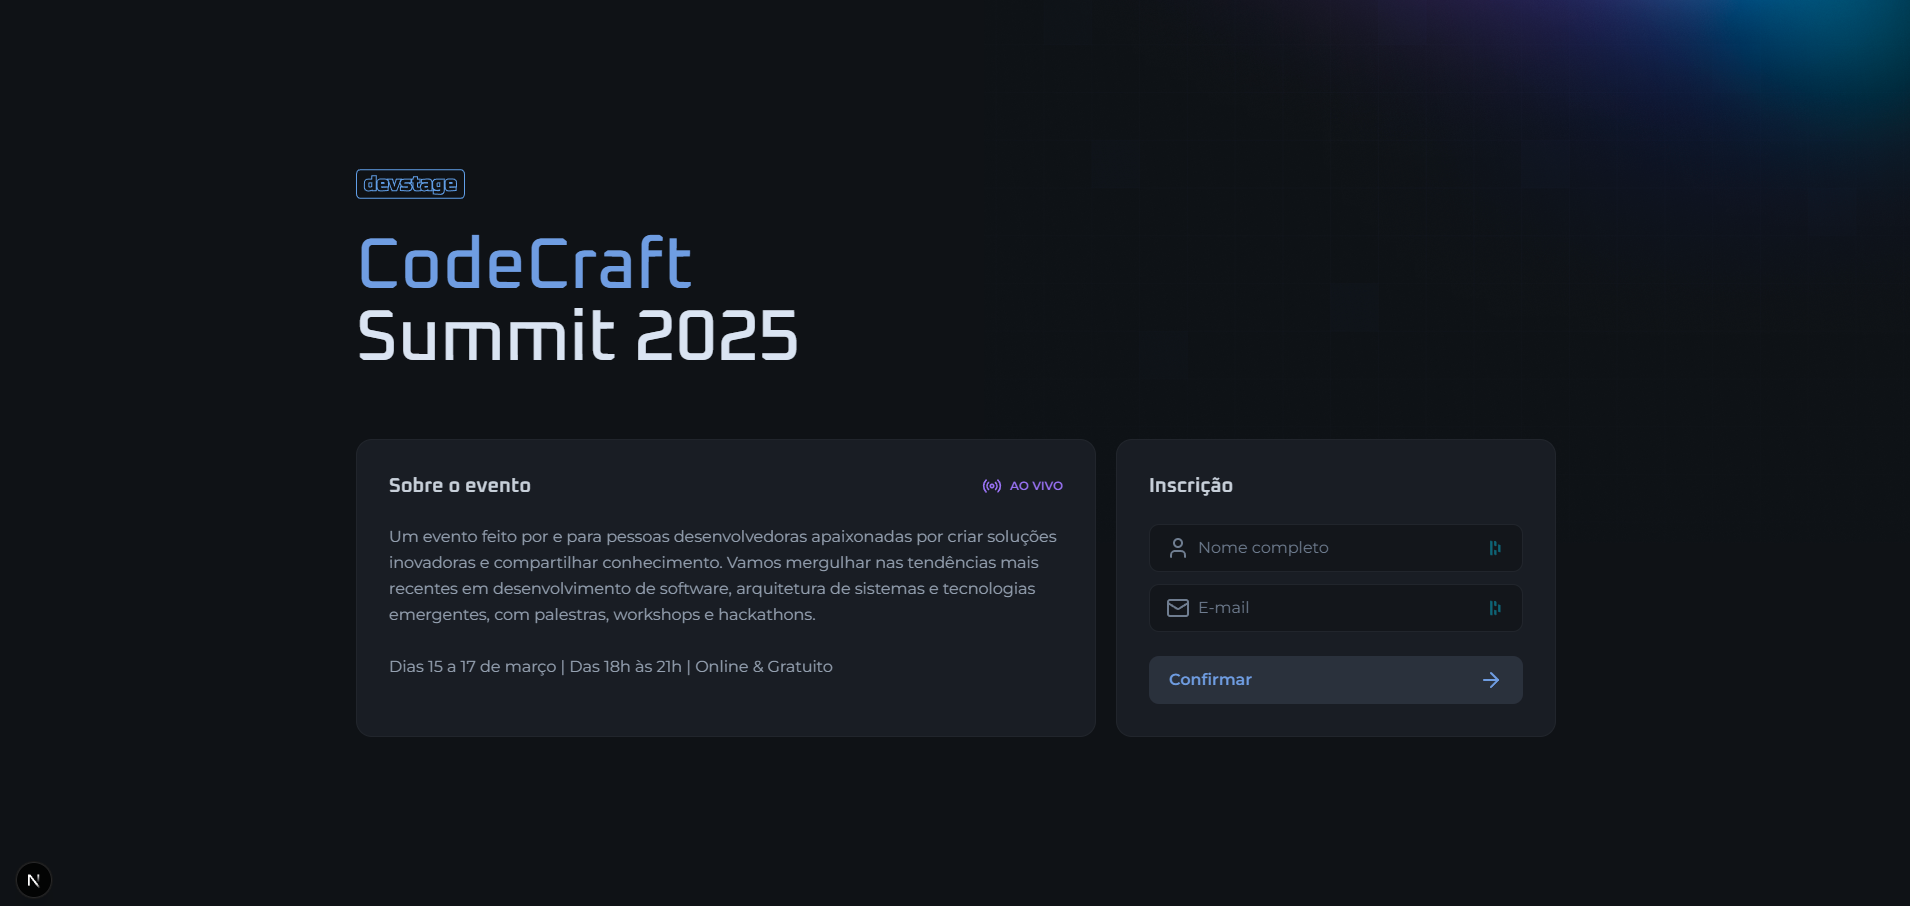 devstage
CodeCraft
Summit 2025
Sobre o evento
AO VIVO
Um evento feito por e para pessoas desenvolvedoras apaixonadas por criar soluções
inovadoras e compartilhar conhecimento. Vamos mergulhar nas tendências mais
recentes em desenvolvimento de software, arquitetura de sistemas e tecnologias
emergentes, com palestras, workshops e hackathons.
Dias 15 a 17 de março | Das 18h às 21h | Online & Gratuito
Inscrição
Nome completo
E-mail
Confirmar
N